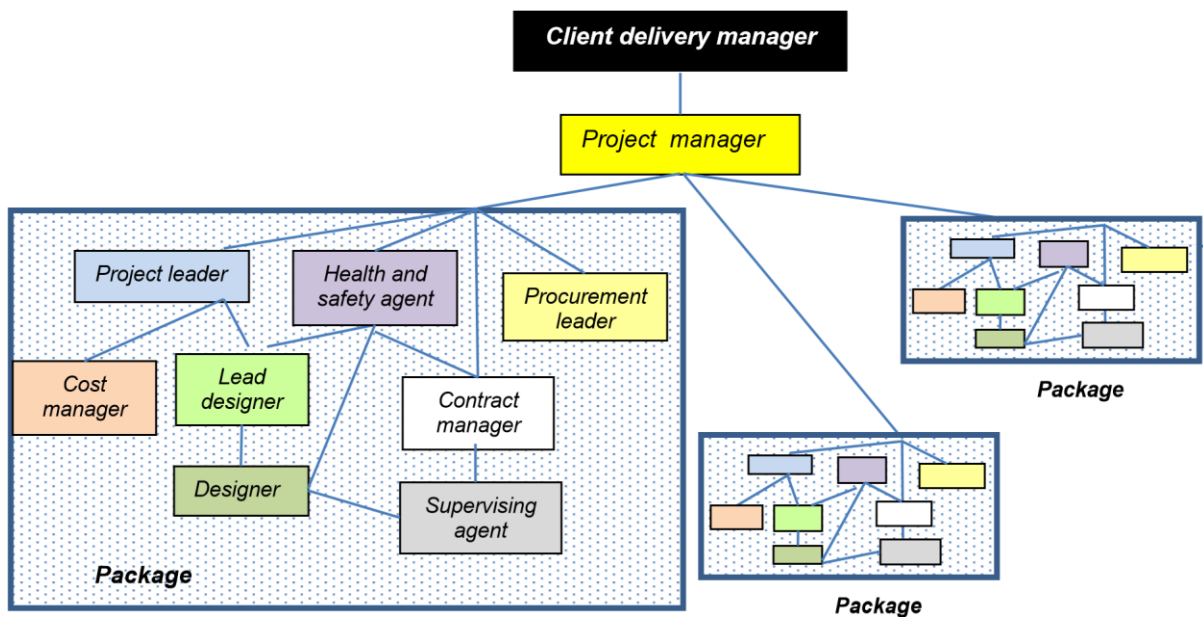 Client delivery manager
Project manager
Project leader
Health and
safety agent
Procurement
leader
Cost
manager
Lead
designer
Contract
manager
Designer
Supervising
agent
Package
Package
Package